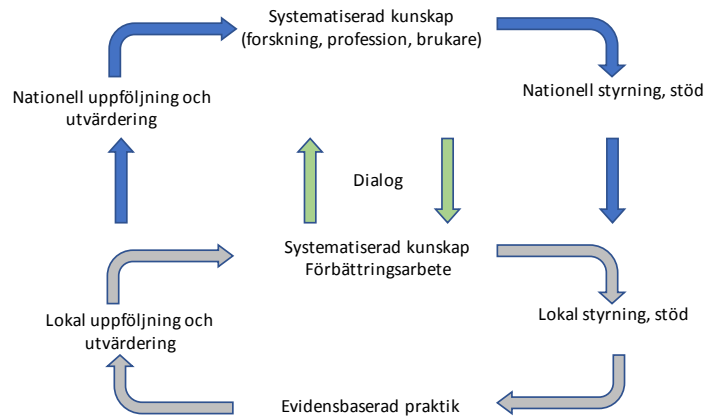 Systematiserad kunskap
(forskning, profession, brukare)
Nationell uppföljning och
utvärdering
Nationell styrning, stöd
Dialog
Systematiserad kunskap
Förbättringsarbete
Lokal uppföljning och
utvärdering
Lokal styrning, stöd
Evidensbaserad praktik